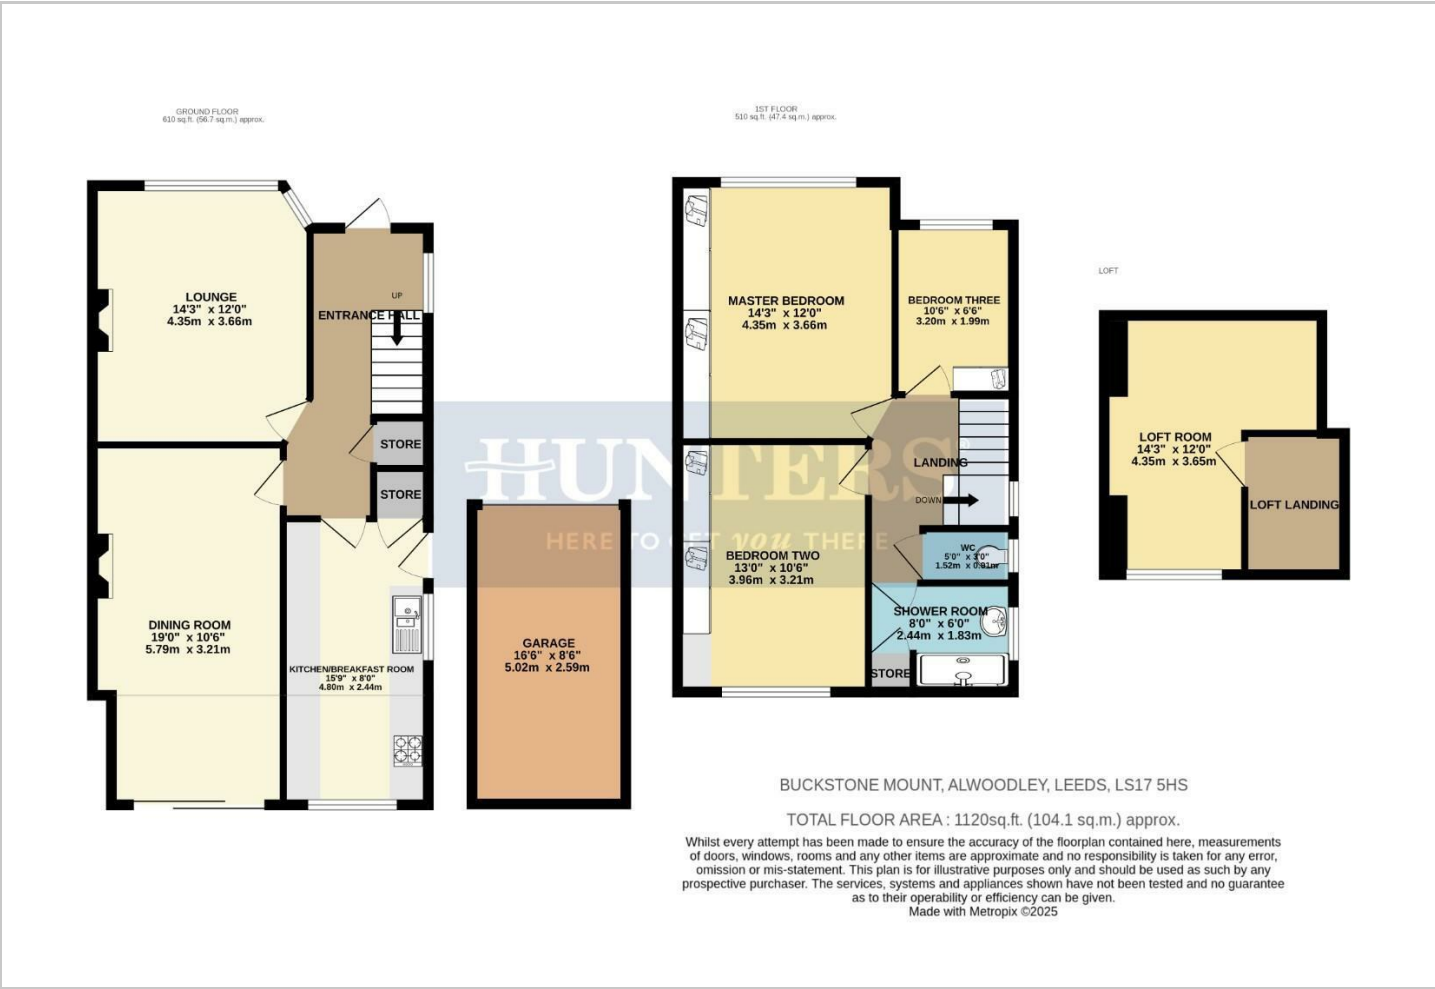 GROUND FLOOR
610 sq.ft. (56.7 sq.m.) approx.
1ST FLOOR
510 sq.ft. (47.4 sq.m.) approx.
LOFT
LOUNGE
14'3" x 12'0"
4.35m x 3.66m
UP
ENTRANCE HALL
STORE
STORE
DINING ROOM
19'0" x 10'6"
5.79m x 3.21m
KITCHEN/BREAKFAST ROOM
15'9" x 8'0"
4.80m x 2.44m
GARAGE
16'6" x 8'6"
5.02m x 2.59m
MASTER BEDROOM
14'3" x 12'0"
4.35m x 3.66m
BEDROOM THREE
10'6" x 6'6"
3.20m x 1.99m
LANDING
DOWN
BEDROOM TWO
13'0" x 10'6"
3.96m x 3.21m
WC
5'0" x 3'0"
1.52m x 0.91m
SHOWER ROOM
8'0" x 6'0"
2.44m x 1.83m
STORE
LOFT ROOM
14'3" x 12'0"
4.35m x 3.65m
LOFT LANDING
HUNTERS®
HERE TO GET you THERE
BUCKSTONE MOUNT, ALWOODLEY, LEEDS, LS17 5HS
TOTAL FLOOR AREA : 1120sq.ft. (104.1 sq.m.) approx.
Whilst every attempt has been made to ensure the accuracy of the floorplan contained here, measurements
of doors, windows, rooms and any other items are approximate and no responsibility is taken for any error,
omission or mis-statement. This plan is for illustrative purposes only and should be used as such by any
prospective purchaser. The services, systems and appliances shown have not been tested and no guarantee
as to their operability or efficiency can be given.
Made with Metropix ©2025